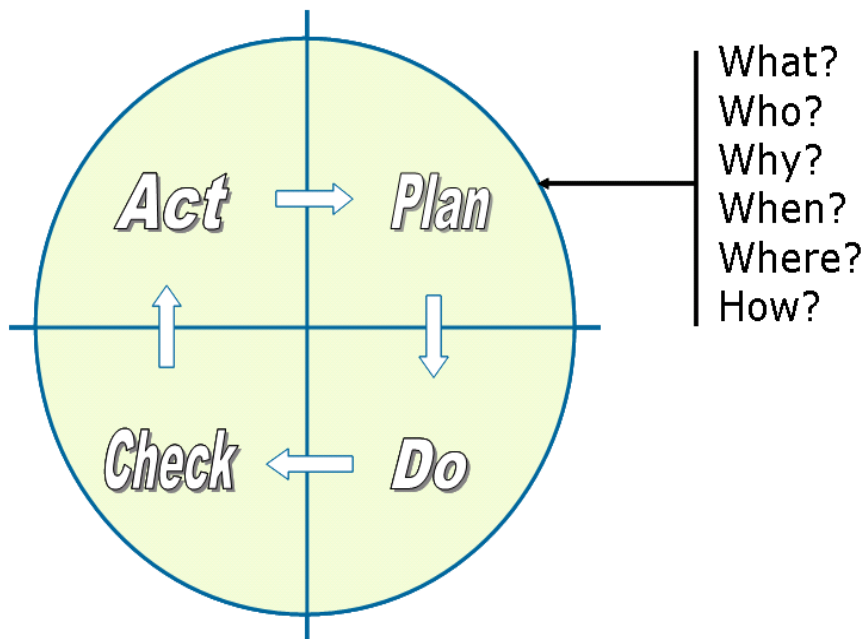 Act
Plan
Check
Do
What?
Who?
Why?
When?
Where?
How?